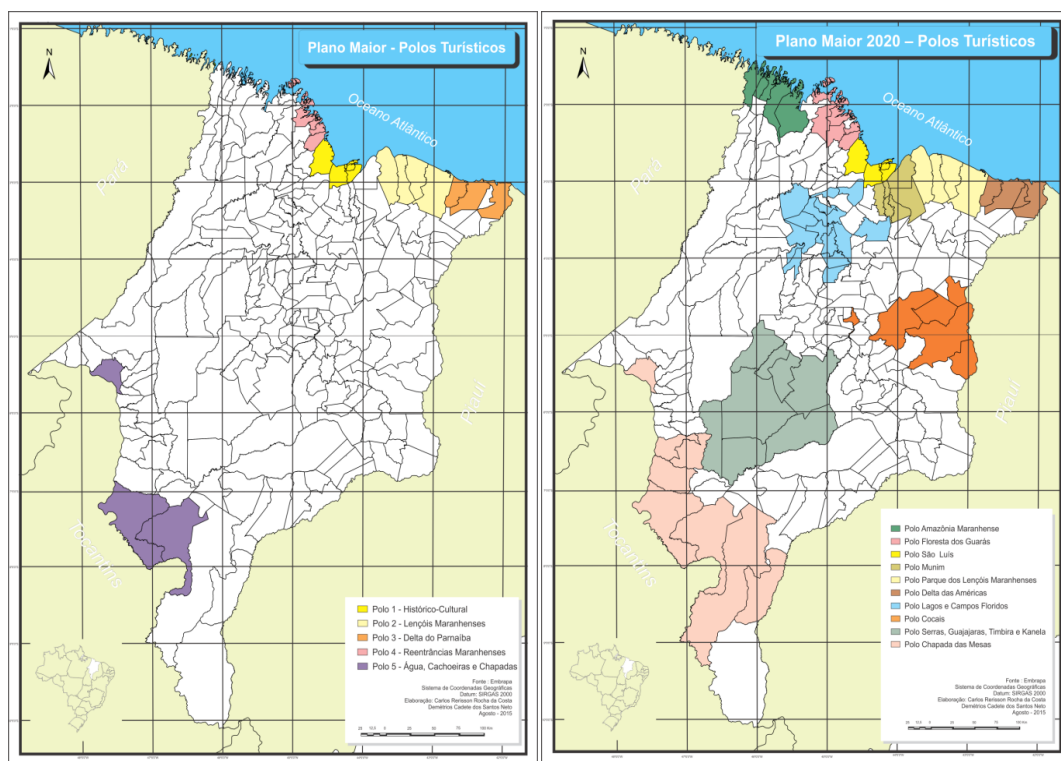 Plano Maior - Polos Turísticos
N
Oceano Atlântico
Pará
Piauí
Tocantins
Polo 1 - Histórico-Cultural
Polo 2 - Lençóis Maranhenses
Polo 3 - Delta do Parnaíba
Polo 4 - Reentrâncias Maranhenses
Polo 5 - Água, Cachoeiras e Chapadas
Fonte : Embrapa
Sistema de Coordenadas Geográficas
Datum: SIRGAS 2000
Elaboração: Carlos Rerisson Rocha da Costa
Demétrios Cadete dos Santos Neto
Agosto - 2015
Plano Maior 2020 – Polos Turísticos
N
Oceano Atlântico
Pará
Piauí
Tocantins
Polo Amazônia Maranhense
Polo Floresta dos Guarás
Polo São Luís
Polo Munim
Polo Parque dos Lençóis Maranhenses
Polo Delta das Américas
Polo Lagos e Campos Floridos
Polo Cocais
Polo Serras, Guajajaras, Timbira e Kanela
Polo Chapada das Mesas
Fonte : Embrapa
Sistema de Coordenadas Geográficas
Datum: SIRGAS 2000
Elaboração: Carlos Rerisson Rocha da Costa
Demétrios Cadete dos Santos Neto
Agosto - 2015